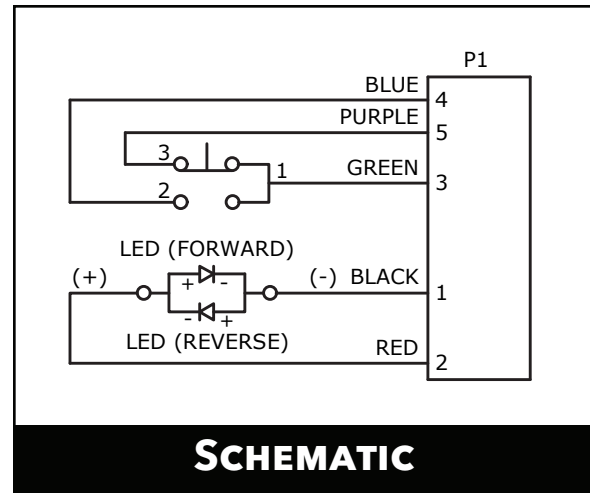 P1
BLUE 4
PURPLE 5
3 1 GREEN 3
2
LED (FORWARD)
(+) + - (-) BLACK 1
- +
LED (REVERSE) RED 2
SCHEMATIC